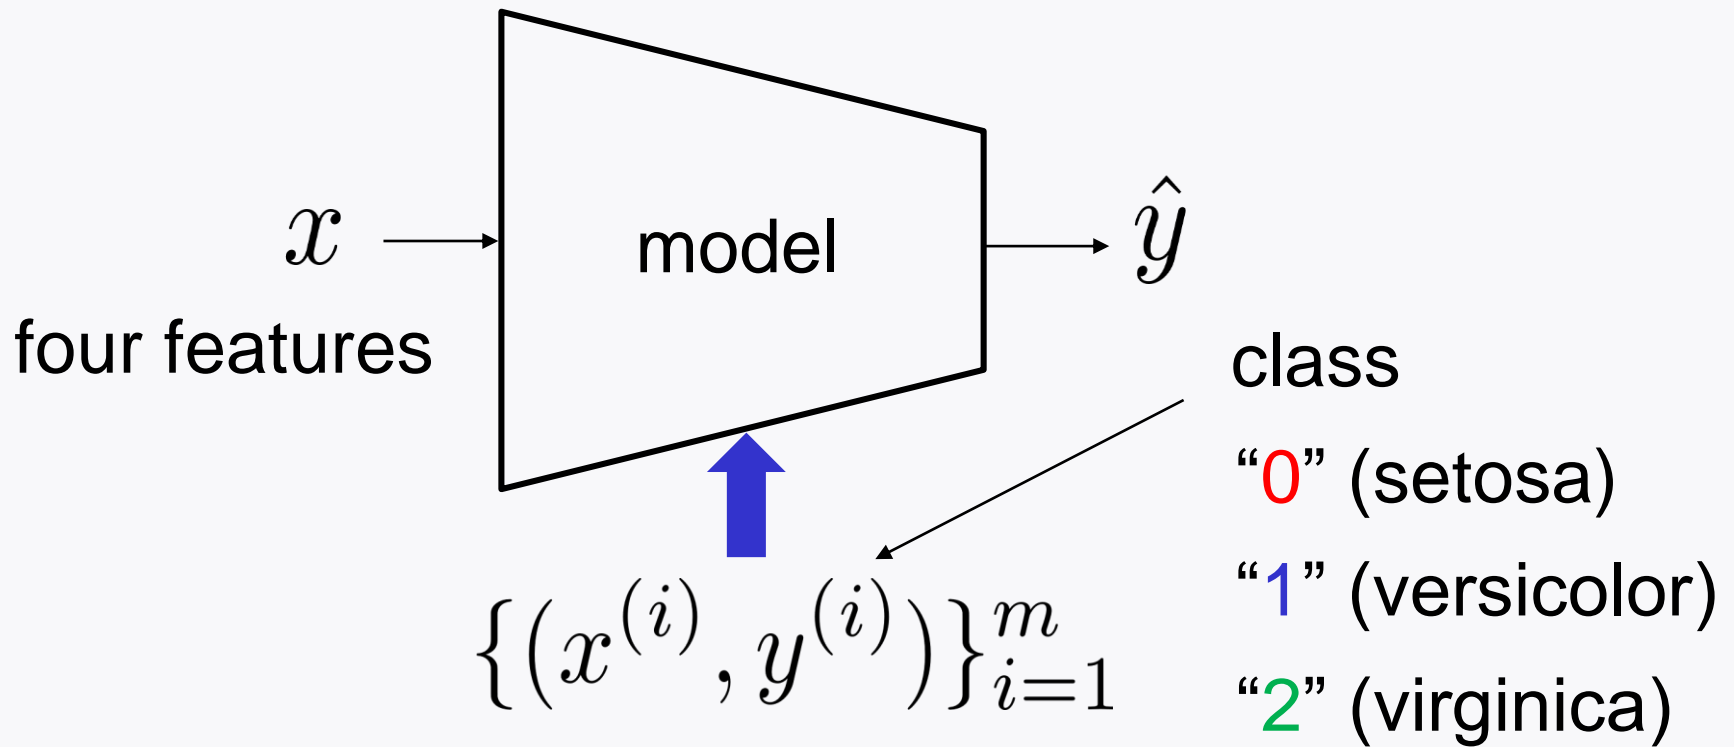 x
model
ŷ
four features
class
“0” (setosa)
“1” (versicolor)
“2” (virginica)
{(x^{(i)}, y^{(i)})}_{i=1}^{m}